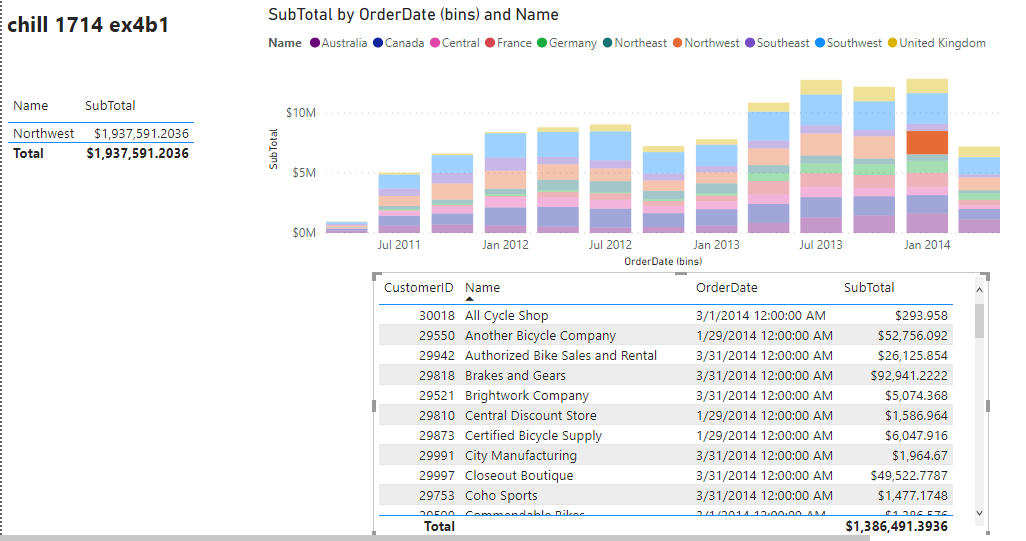 chill 1714 ex4b1
SubTotal by OrderDate (bins) and Name
Name Australia Canada Central France Germany Northeast Northwest Southeast Southwest United Kingdom
Name SubTotal
Northwest $1,937,591.2036
Total $1,937,591.2036
SubTotal
$10M
$5M
$0M
Jul 2011 Jan 2012 Jul 2012 Jan 2013 Jul 2013 Jan 2014
OrderDate (bins)
CustomerID Name OrderDate SubTotal
30018 All Cycle Shop 3/1/2014 12:00:00 AM $293.958
29550 Another Bicycle Company 1/29/2014 12:00:00 AM $52,756.092
29942 Authorized Bike Sales and Rental 3/31/2014 12:00:00 AM $26,125.854
29818 Brakes and Gears 3/31/2014 12:00:00 AM $92,941.2222
29521 Brightwork Company 3/31/2014 12:00:00 AM $5,074.368
29810 Central Discount Store 1/29/2014 12:00:00 AM $1,586.964
29873 Certified Bicycle Supply 1/29/2014 12:00:00 AM $6,047.916
29991 City Manufacturing 3/31/2014 12:00:00 AM $1,964.67
29997 Closeout Boutique 3/31/2014 12:00:00 AM $49,522.7787
29753 Coho Sports 3/31/2014 12:00:00 AM $1,477.1748
Commendable Bikes
Total $1,386,491.3936